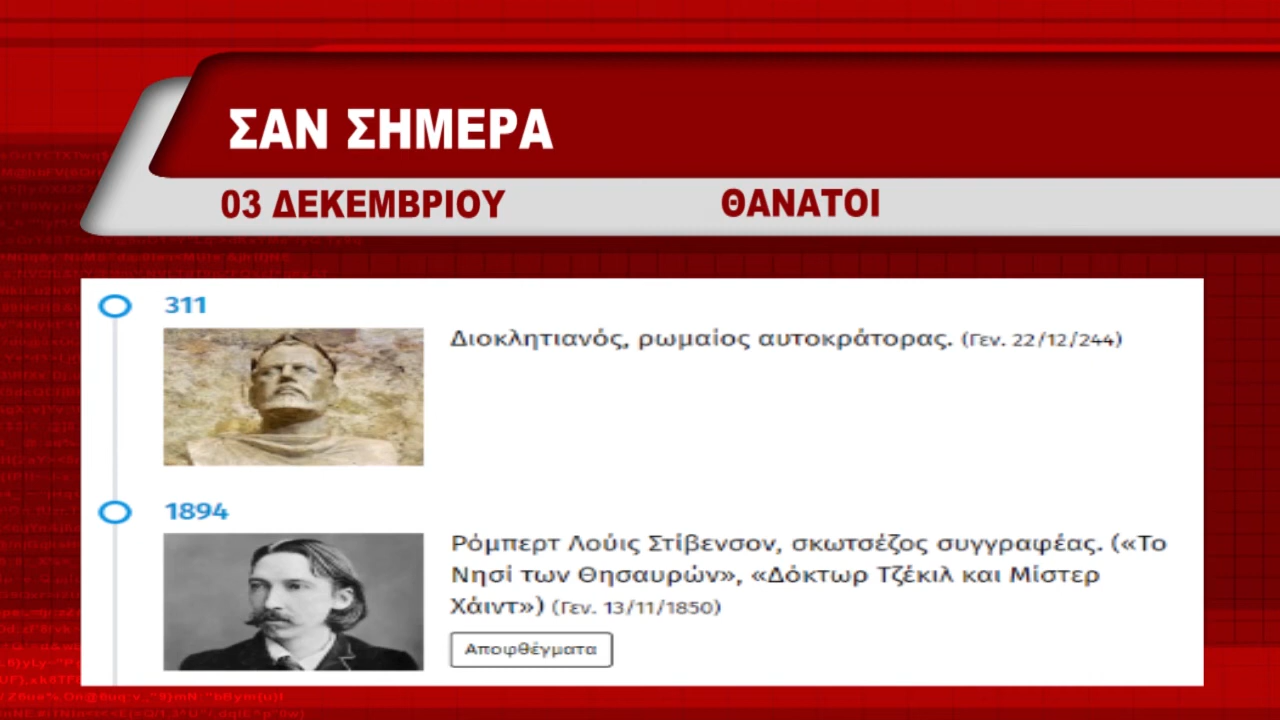 ΣΑΝ ΣΗΜΕΡΑ
03 ΔΕΚΕΜΒΡΙΟΥ ΘΑΝΑΤΟΙ
311
Διοκλητιανός, ρωμαίος αυτοκράτορας. (Γεν. 22/12/244)
1894
Ρόμπερτ Λούις Στίβενσον, σκωτσέζος συγγραφέας. («Το
Νησί των Θησαυρών», «Δόκτωρ Τζέκιλ και Μίστερ
Χάιντ») (Γεν. 13/11/1850)
Αποφθέγματα